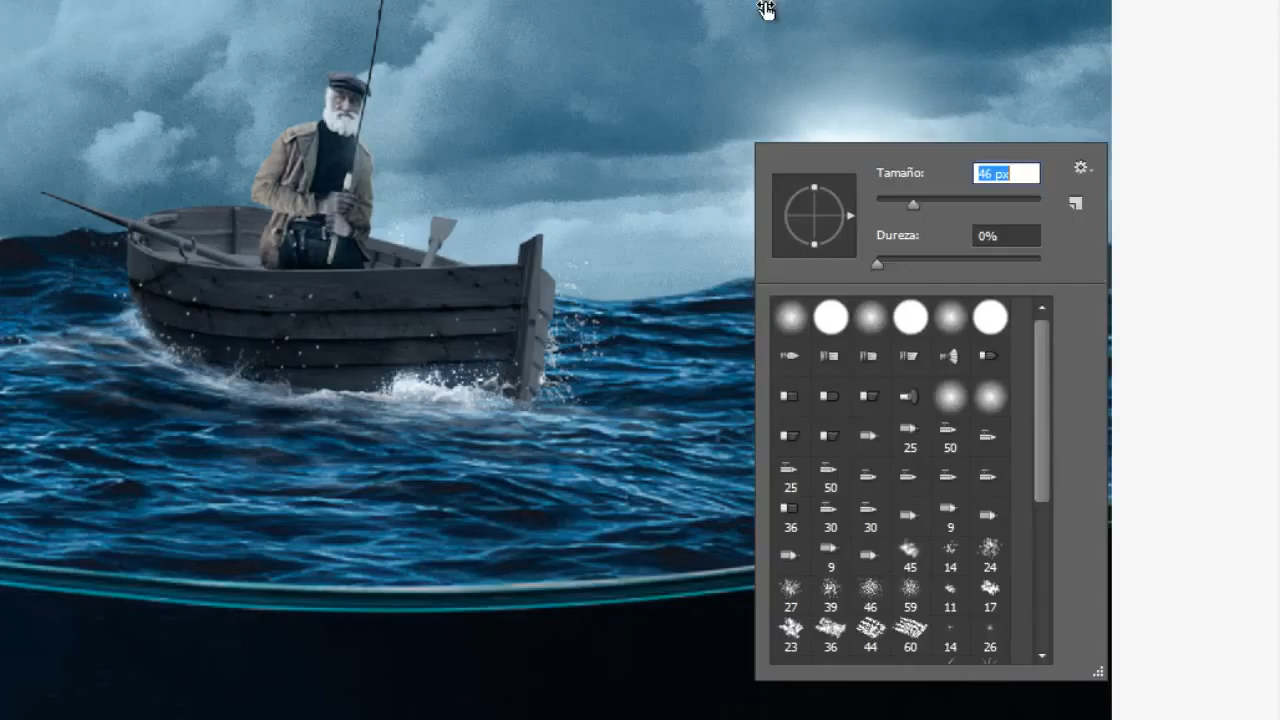 Tamaño: 46 px
Dureza: 0%
25 50
25 50
36 30 30 9
9 45 14 24
27 39 46 59 11 17
23 36 44 60 14 26